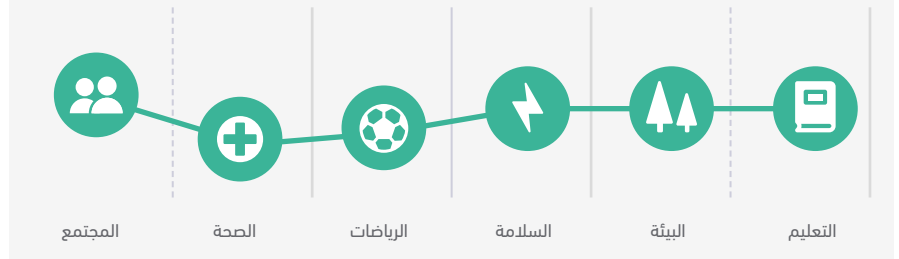 التعليم
البيئة
السلامة
الرياضات
الصحة
المجتمع